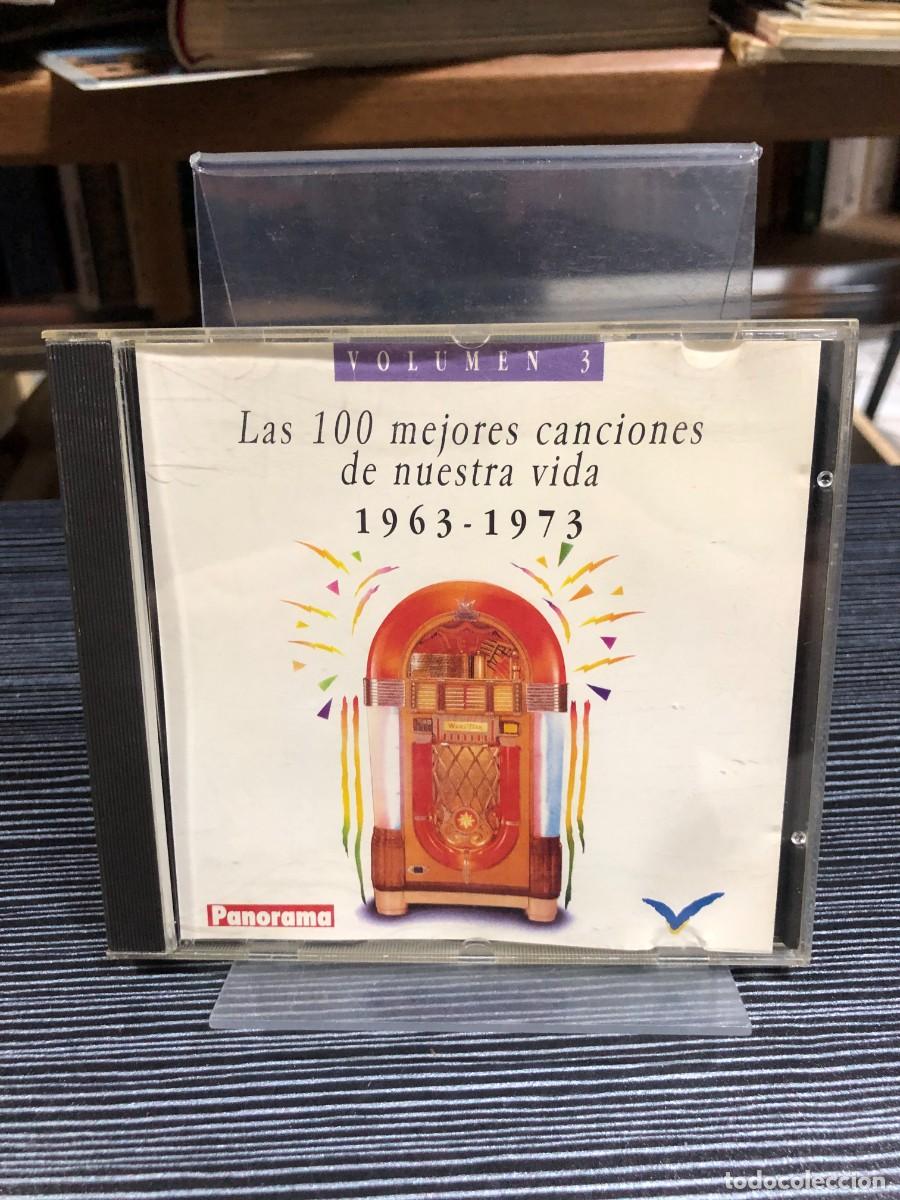 VOLUMEN 3
Las 100 mejores canciones
de nuestra vida
1963-1973
Panorama
todocoleccion